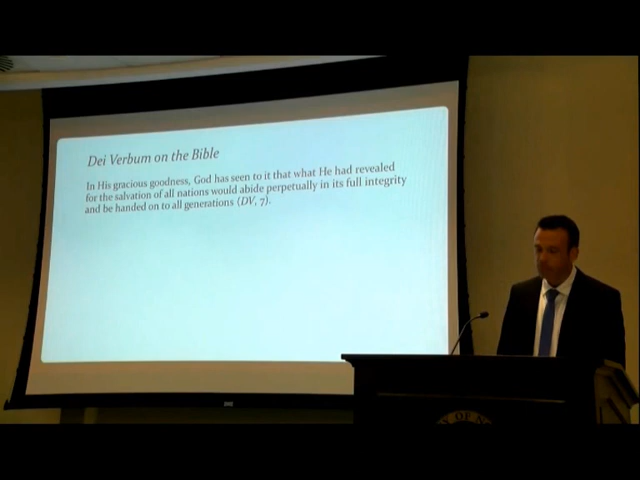 Dei Verbum on the Bible
In His gracious goodness, God has seen to it that what He had revealed
for the salvation of all nations would abide perpetually in its full integrity
and be handed on to all generations (DV, 7).
Y OF N